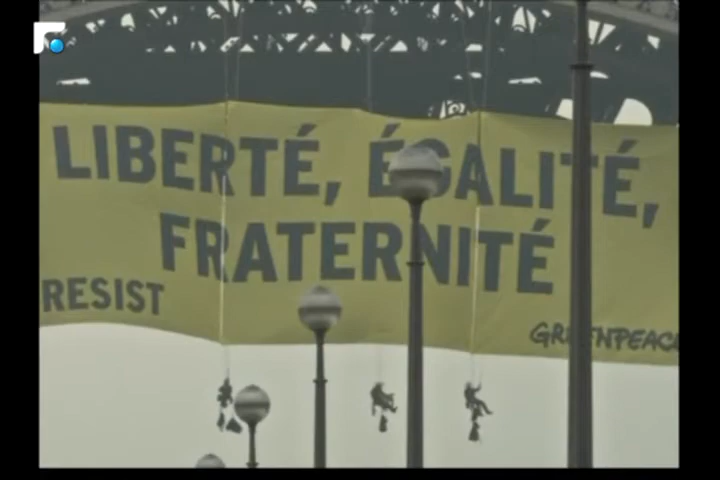 LIBERTÉ, ÉGALITÉ,
FRATERNITÉ
RESIST
GREENPEACE